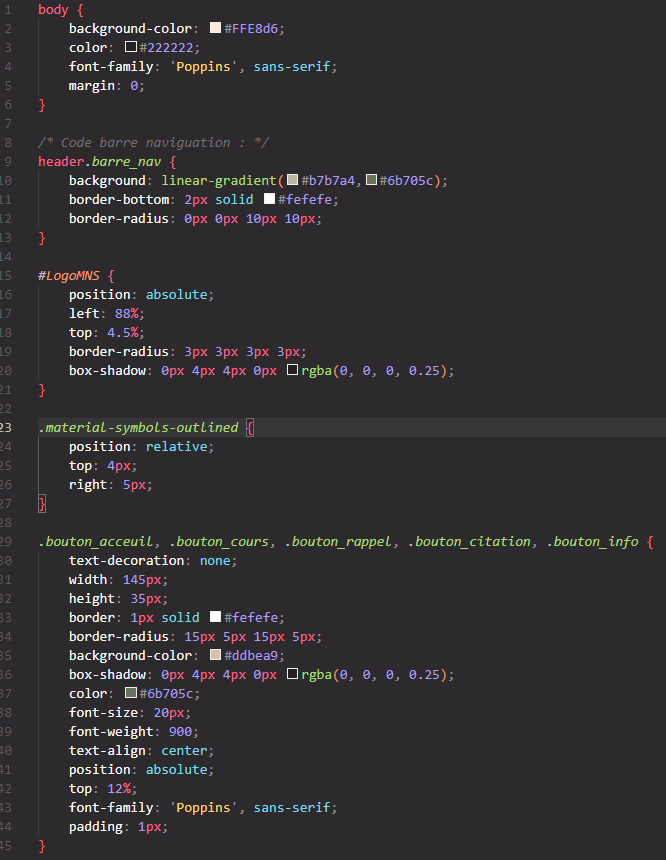 1 body {
2 background-color: #FFE8d6;
3 color: #222222;
4 font-family: 'Poppins', sans-serif;
5 margin: 0;
6 }
7
8 /* Code barre naviguation : */
9 header.barre_nav {
10 background: linear-gradient(#b7b7a4,#6b705c);
11 border-bottom: 2px solid #fefefe;
12 border-radius: 0px 0px 10px 10px;
13 }
14
15 #LogoMNS {
16 position: absolute;
17 left: 88%;
18 top: 4.5%;
19 border-radius: 3px 3px 3px 3px;
20 box-shadow: 0px 4px 4px 0px rgba(0, 0, 0, 0.25);
21 }
22
23 .material-symbols-outlined {
24 position: relative;
25 top: 4px;
26 right: 5px;
27 }
28
29 .bouton_acceuil, .bouton_cours, .bouton_rappel, .bouton_citation, .bouton_info {
30 text-decoration: none;
31 width: 145px;
32 height: 35px;
33 border: 1px solid #fefefe;
34 border-radius: 15px 5px 15px 5px;
35 background-color: #ddbea9;
36 box-shadow: 0px 4px 4px 0px rgba(0, 0, 0, 0.25);
37 color: #6b705c;
38 font-size: 20px;
39 font-weight: 900;
40 text-align: center;
41 position: absolute;
42 top: 12%;
43 font-family: 'Poppins', sans-serif;
44 padding: 1px;
45 }